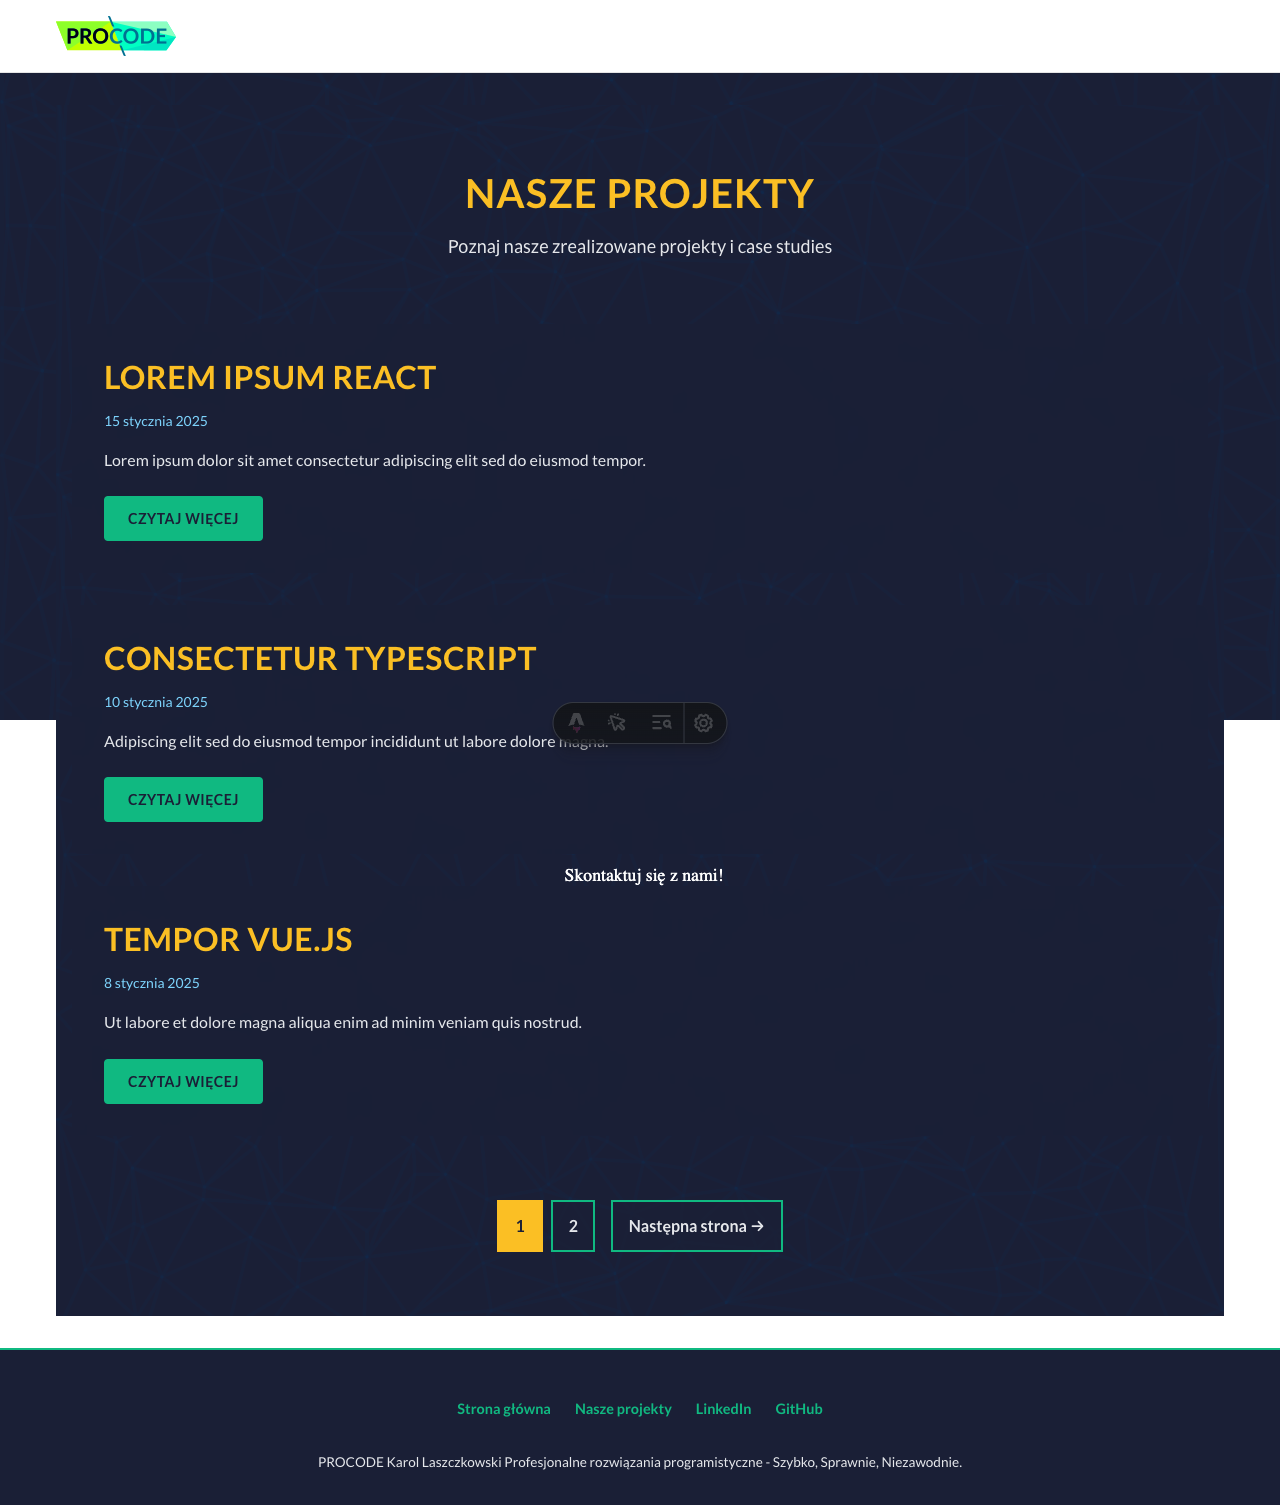 PROCODE
NASZE PROJEKTY
Poznaj nasze zrealizowane projekty i case studies
LOREM IPSUM REACT
15 stycznia 2025
Lorem ipsum dolor sit amet consectetur adipiscing elit sed do eiusmod tempor.
CZYTAJ WIĘCEJ
CONSECTETUR TYPESCRIPT
10 stycznia 2025
Adipiscing elit sed do eiusmod tempor incididunt ut labore dolore magna.
CZYTAJ WIĘCEJ
Skontaktuj się z nami!
TEMPOR VUE.JS
8 stycznia 2025
Ut labore et dolore magna aliqua enim ad minim veniam quis nostrud.
CZYTAJ WIĘCEJ
1 2 Następna strona →
Strona główna Nasze projekty LinkedIn GitHub
PROCODE Karol Laszczkowski Profesjonalne rozwiązania programistyczne - Szybko, Sprawnie, Niezawodnie.